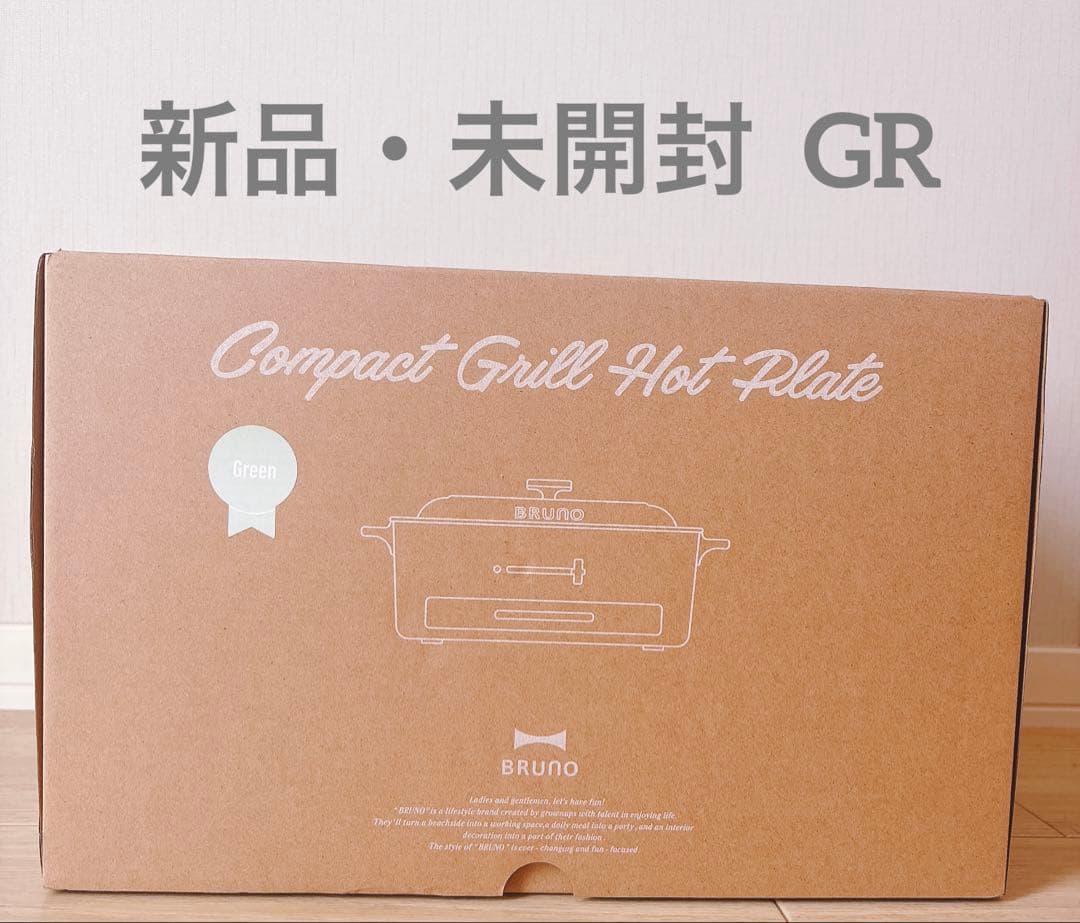 新品・未開封 GR
Compact Grill Hot Plate
Green
BRUNO
BRUNO
Ladies and gentlemen, let's have fun!
"BRUNO" is a lifestyle brand created by grownups with talent in enjoying life.
They'll turn a beachside into a working space, a daily meal into a party, and an interior
decoration into a part of their fashion.
The style of "BRUNO" is ever - changing and fun - focused